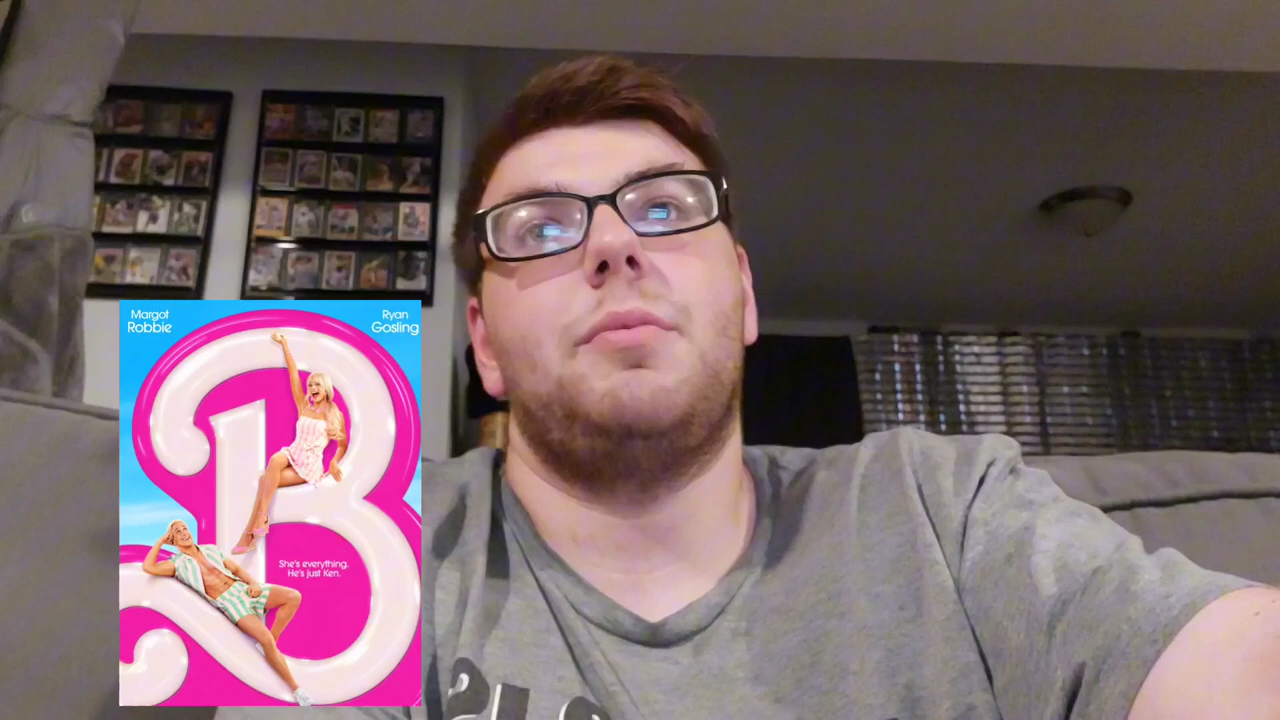 Margot
Robbie
Ryan
Gosling
She's everything.
He's just Ken.